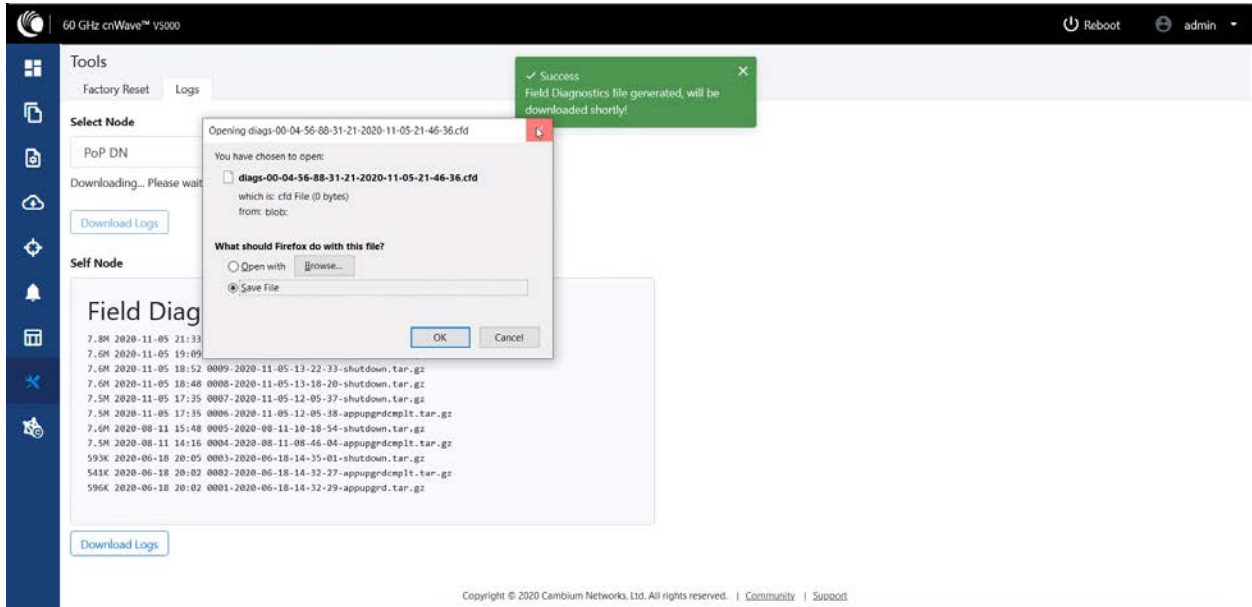 60 GHz cnWave™ V5000
Reboot
admin
Tools
Factory Reset Logs
✓ Success
Field Diagnostics file generated, will be
downloaded shortly!
Select Node
PoP DN
Downloading... Please wait
Download Logs
Opening diags-00-04-56-88-31-21-2020-11-05-21-46-36.cfd
You have chosen to open:
diags-00-04-56-88-31-21-2020-11-05-21-46-36.cfd
which is: cfd File (0 bytes)
from: blob:
What should Firefox do with this file?
Open with Browse...
Save File
OK Cancel
Self Node
Field Diag
7.8M 2020-11-05 21:33
7.6M 2020-11-05 19:09
7.6M 2020-11-05 18:52 0009-2020-11-05-13-22-33-shutdown.tar.gz
7.6M 2020-11-05 18:48 0008-2020-11-05-13-18-20-shutdown.tar.gz
7.5M 2020-11-05 17:35 0007-2020-11-05-12-05-37-shutdown.tar.gz
7.5M 2020-11-05 17:35 0006-2020-11-05-12-05-38-appupgrdcmplt.tar.gz
7.6M 2020-08-11 15:48 0005-2020-08-11-10-18-54-shutdown.tar.gz
7.5M 2020-08-11 14:16 0004-2020-08-11-08-46-04-appupgrdcmplt.tar.gz
593K 2020-06-18 20:05 0003-2020-06-18-14-35-01-shutdown.tar.gz
541K 2020-06-18 20:02 0002-2020-06-18-14-32-27-appupgrdcmplt.tar.gz
596K 2020-06-18 20:02 0001-2020-06-18-14-32-29-appupgrd.tar.gz
Download Logs
Copyright © 2020 Cambium Networks, Ltd. All rights reserved. | Community | Support